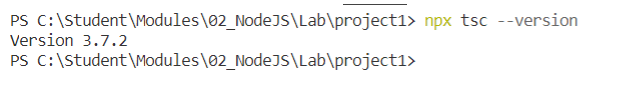 PS C:\Student\Modules\02_NodeJS\Lab\project1> npx tsc --version
Version 3.7.2
PS C:\Student\Modules\02_NodeJS\Lab\project1>